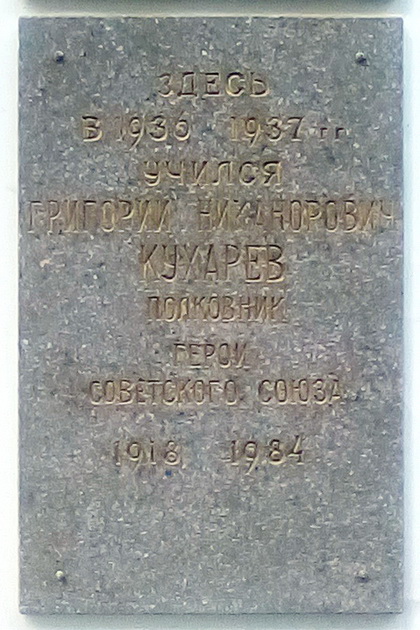 ЗДЕСЬ
В 1936 1937 гг
УЧИЛСЯ
ГРИГОРИЙ НИКАНОРОВИЧ
КУХАРЕВ
ПОЛКОВНИК
ГЕРОЙ
СОВЕТСКОГО СОЮЗА
1918 1984